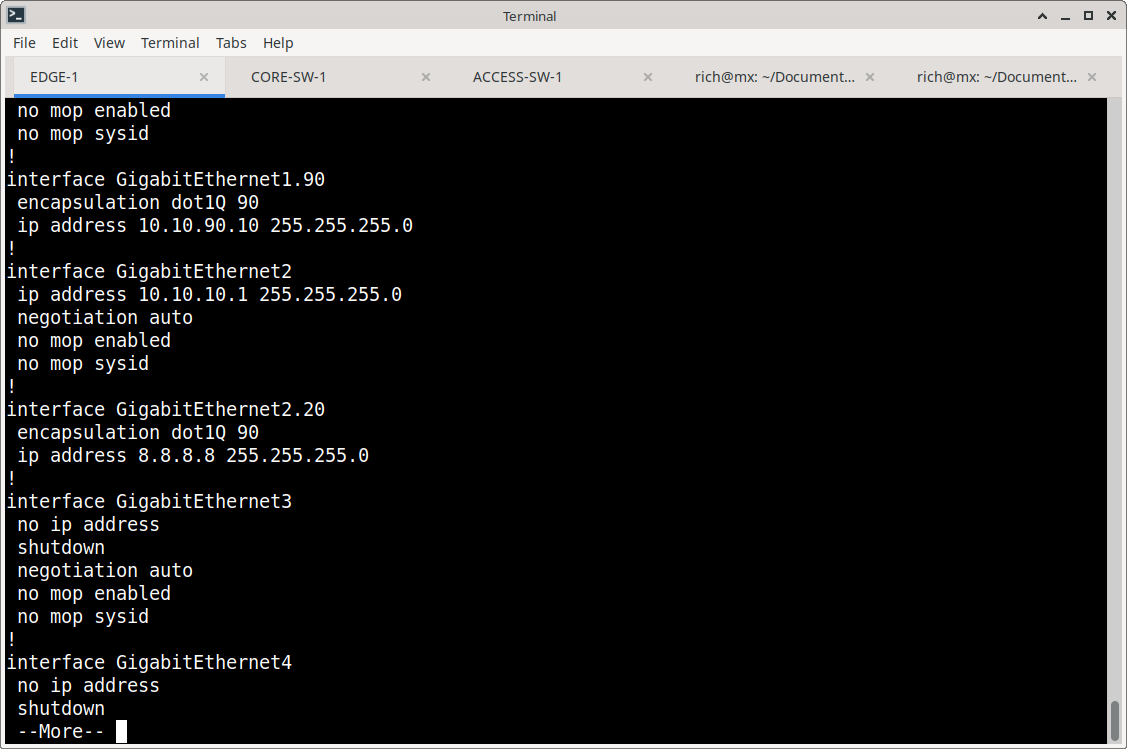 Terminal
File Edit View Terminal Tabs Help
EDGE-1 CORE-SW-1 ACCESS-SW-1 rich@mx: ~/Document... rich@mx: ~/Document...
 no mop enabled
 no mop sysid
!
interface GigabitEthernet1.90
 encapsulation dot1Q 90
 ip address 10.10.90.10 255.255.255.0
!
interface GigabitEthernet2
 ip address 10.10.10.1 255.255.255.0
 negotiation auto
 no mop enabled
 no mop sysid
!
interface GigabitEthernet2.20
 encapsulation dot1Q 90
 ip address 8.8.8.8 255.255.255.0
!
interface GigabitEthernet3
 no ip address
 shutdown
 negotiation auto
 no mop enabled
 no mop sysid
!
interface GigabitEthernet4
 no ip address
 shutdown
 --More--